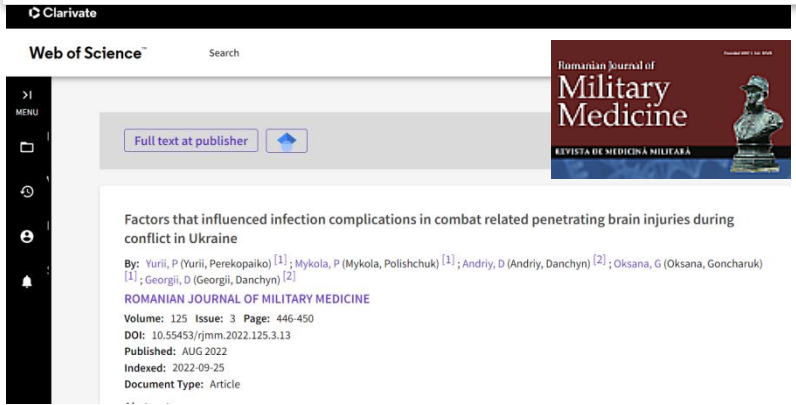 Clarivate
Web of Science™
Search
MENU
Full text at publisher
Romanian Journal of
Military
Medicine
REVISTA DE MEDICINĂ MILITARĂ
Factors that influenced infection complications in combat related penetrating brain injuries during
conflict in Ukraine
By: Yurii, P (Yurii, Perekopaiko) [1] ; Mykola, P (Mykola, Polishchuk) [1] ; Andriy, D (Andriy, Danchyn) [2] ; Oksana, G (Oksana, Goncharuk)
[1] ; Georgii, D (Georgii, Danchyn) [2]
ROMANIAN JOURNAL OF MILITARY MEDICINE
Volume: 125 Issue: 3 Page: 446-450
DOI: 10.55453/rjmm.2022.125.3.13
Published: AUG 2022
Indexed: 2022-09-25
Document Type: Article